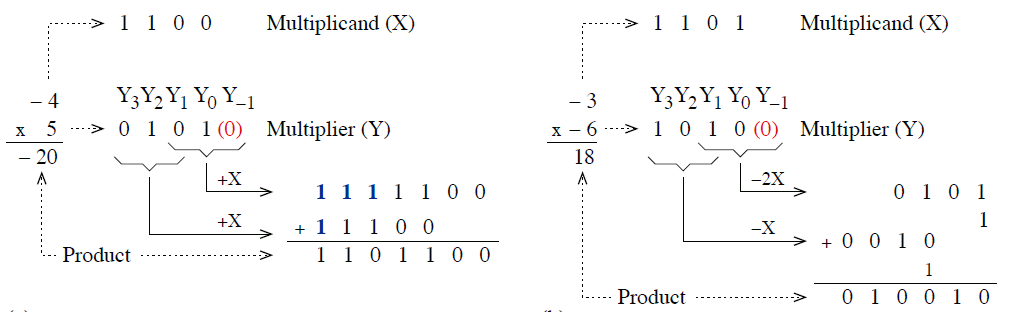 1 1 0 0 Multiplicand (X)
Y3 Y2 Y1 Y0 Y−1
− 4
x 5 0 1 0 1 (0) Multiplier (Y)
− 20
+X
1 1 1 1 1 0 0
+X
+ 1 1 1 0 0
Product 1 1 0 1 1 0 0
1 1 0 1 Multiplicand (X)
Y3 Y2 Y1 Y0 Y−1
− 3
x − 6 1 0 1 0 (0) Multiplier (Y)
18
−2X
0 1 0 1
1
−X
+ 0 0 1 0
1
Product 0 1 0 0 1 0